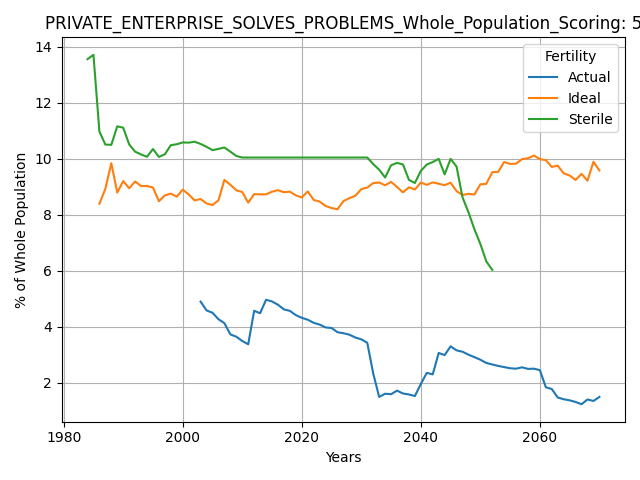 PRIVATE_ENTERPRISE_SOLVES_PROBLEMS_Whole_Population_Scoring: 5
Fertility
Actual
Ideal
Sterile
% of Whole Population
14
12
10
8
6
4
2
1980
2000
2020
2040
2060
Years